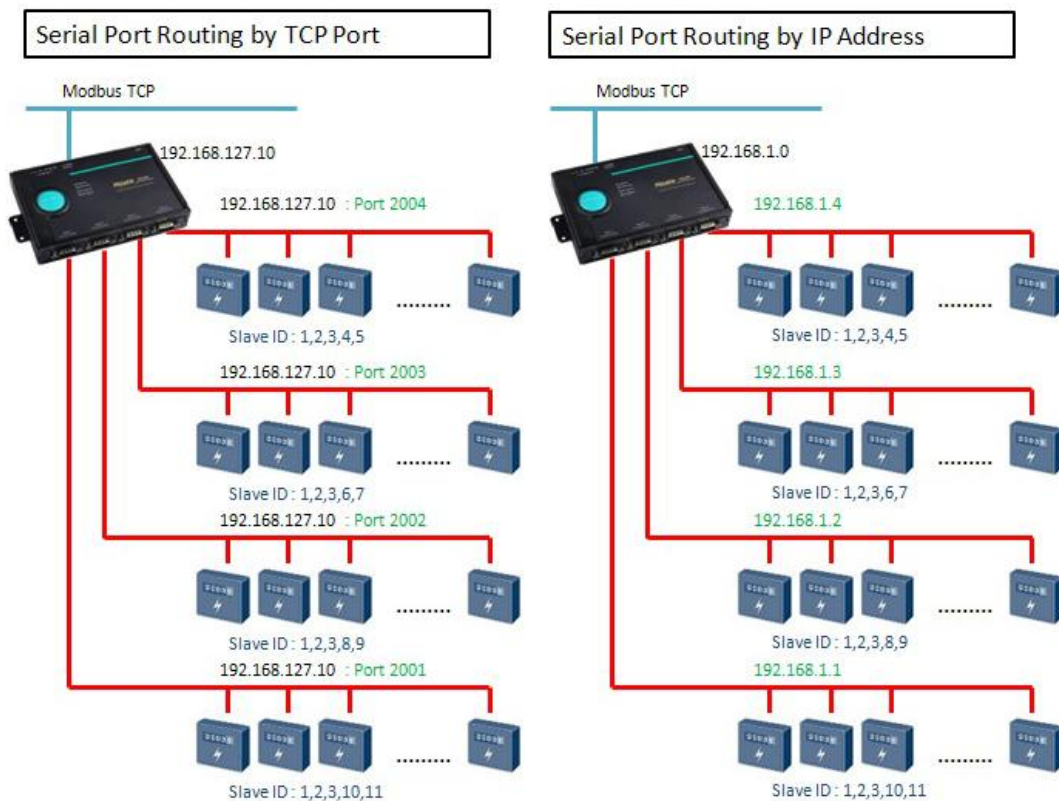 Serial Port Routing by TCP Port
Modbus TCP
192.168.127.10
192.168.127.10 : Port 2004
Slave ID : 1,2,3,4,5
192.168.127.10 : Port 2003
Slave ID : 1,2,3,6,7
192.168.127.10 : Port 2002
Slave ID : 1,2,3,8,9
192.168.127.10 : Port 2001
Slave ID : 1,2,3,10,11
Serial Port Routing by IP Address
Modbus TCP
192.168.1.0
192.168.1.4
Slave ID : 1,2,3,4,5
192.168.1.3
Slave ID : 1,2,3,6,7
192.168.1.2
Slave ID : 1,2,3,8,9
192.168.1.1
Slave ID : 1,2,3,10,11